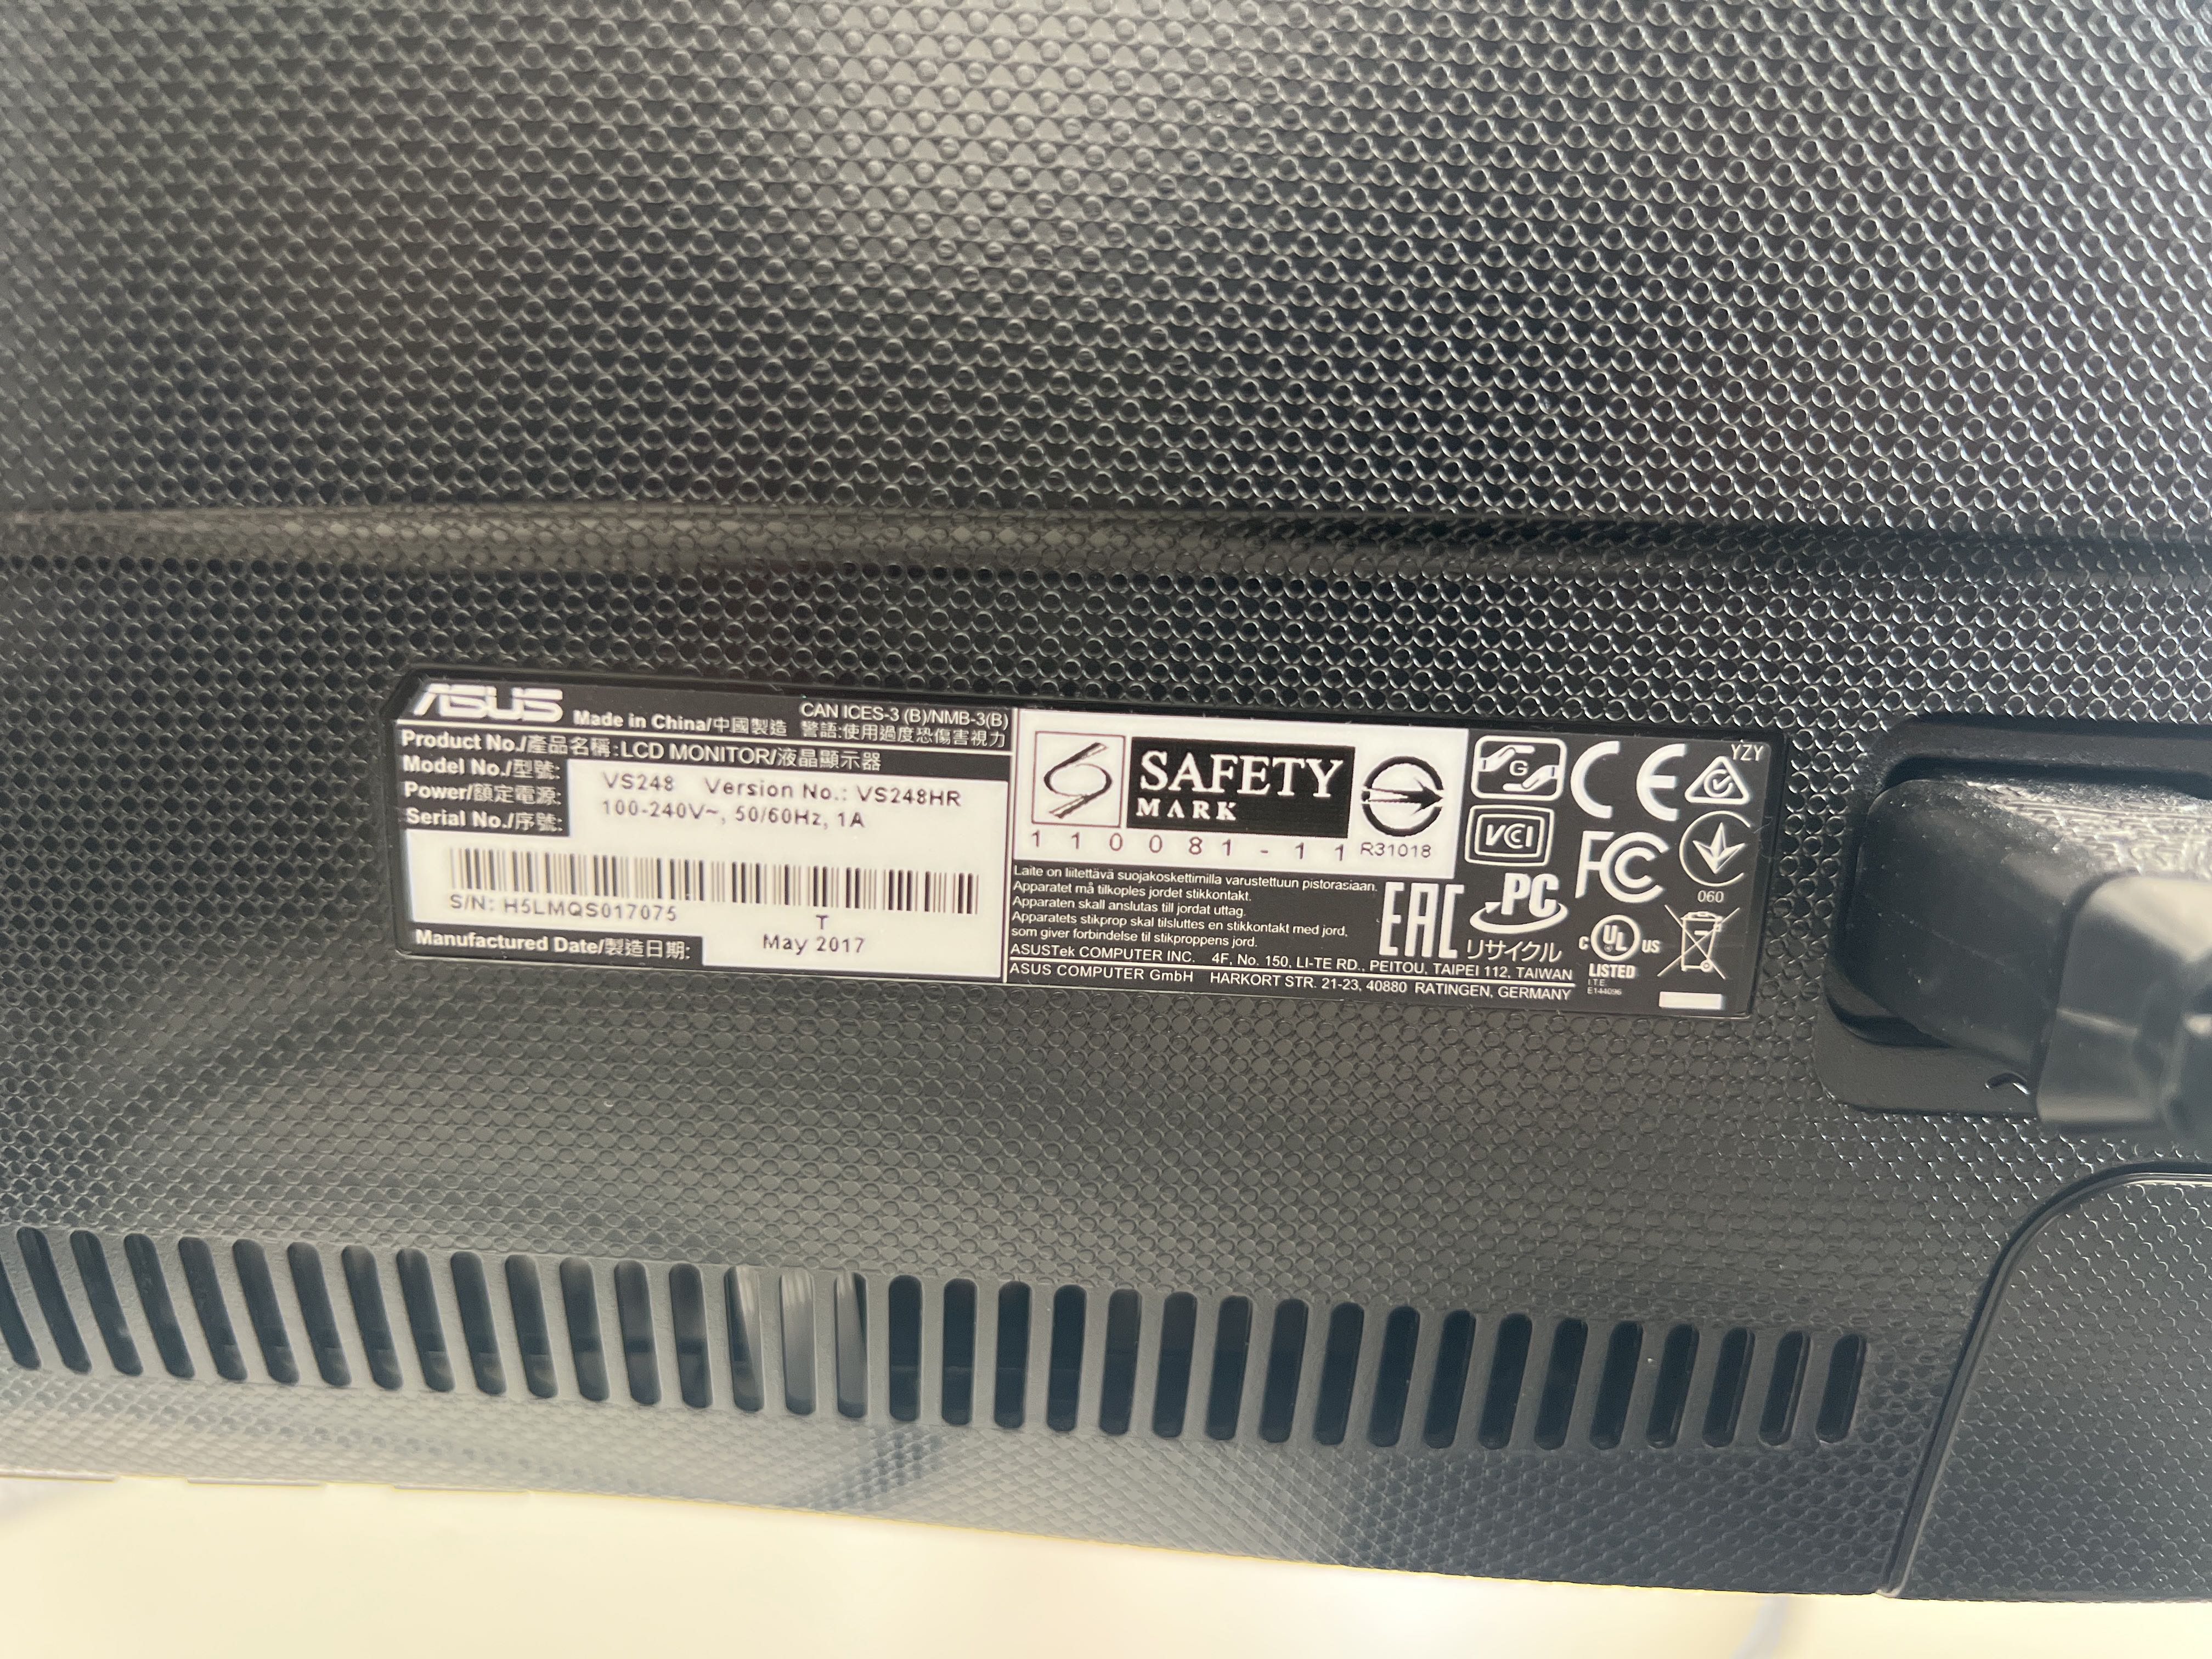 ASUS Made in China/中國製造 CAN ICES-3 (B)/NMB-3(B)
警語:使用過度恐傷害視力
Product No./產品名稱:LCD MONITOR/液晶顯示器
Model No./型號: VS248 Version No.: VS248HR
Power/額定電源: 100-240V~, 50/60Hz, 1A
Serial No./序號:
S/N: H5LMQS017075
T
Manufactured Date/製造日期: May 2017
S SAFETY
MARK
110081-11 R31018
Laite on liitettävä suojakoskettimilla varustettuun pistorasiaan.
Apparatet må tilkoples jordet stikkontakt.
Apparaten skall anslutas till jordat uttag.
Apparatets stikprop skal tilsluttes en stikkontakt med jord,
som giver forbindelse til stikproppens jord.
ASUSTek COMPUTER INC. 4F, No. 150, LI-TE RD., PEITOU, TAIPEI 112, TAIWAN
ASUS COMPUTER GmbH HARKORT STR. 21-23, 40880 RATINGEN, GERMANY
G CE YZY
VCI FC
060
EAC PC
リサイクル
c UL US
LISTED
I.T.E.
E144096